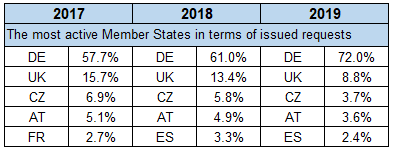 2017 2018 2019
The most active Member States in terms of issued requests
DE 57.7% DE 61.0% DE 72.0%
UK 15.7% UK 13.4% UK 8.8%
CZ 6.9% CZ 5.8% CZ 3.7%
AT 5.1% AT 4.9% AT 3.6%
FR 2.7% ES 3.3% ES 2.4%